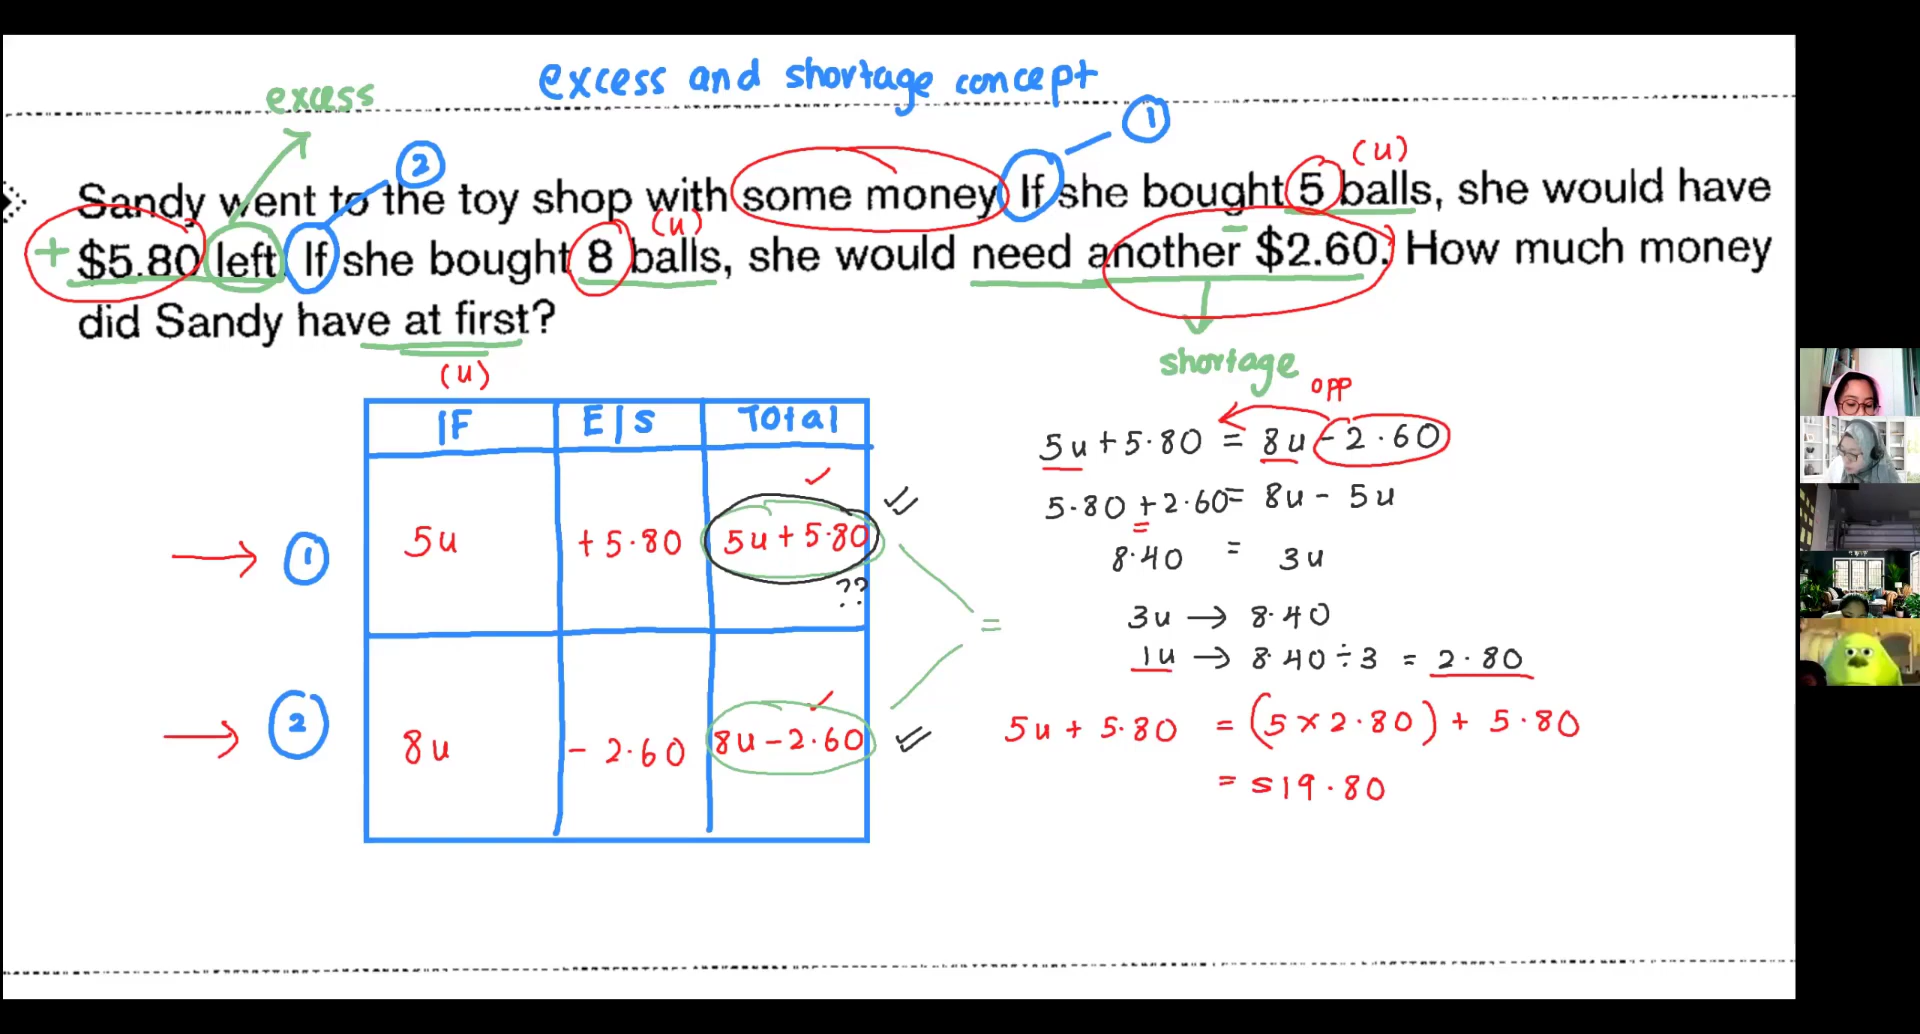 excess and shortage concept
excess
1
2
(u)
Sandy went to the toy shop with some money. If she bought 5 balls, she would have
(u)
+ $5.80 left. If she bought 8 balls, she would need another $2.60. How much money
did Sandy have at first?
shortage
(u)
IF E/S Total
1 5u +5.80 5u+5.80
??
2 8u -2.60 8u-2.60
=
opp
5u+5.80 = 8u-2.60
5.80+2.60= 8u-5u
8.40 = 3u
3u → 8.40
1u → 8.40÷3 = 2.80
5u+5.80 = (5×2.80)+5.80
= $19.80